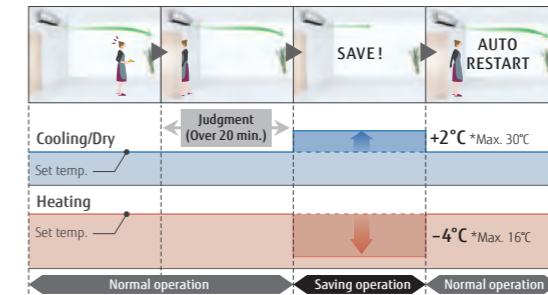 SAVE!
AUTO
RESTART
Judgment
(Over 20 min.)
Cooling/Dry
+2°C *Max. 30°C
Set temp.
Heating
Set temp.
−4°C *Max. 16°C
Normal operation
Saving operation
Normal operation